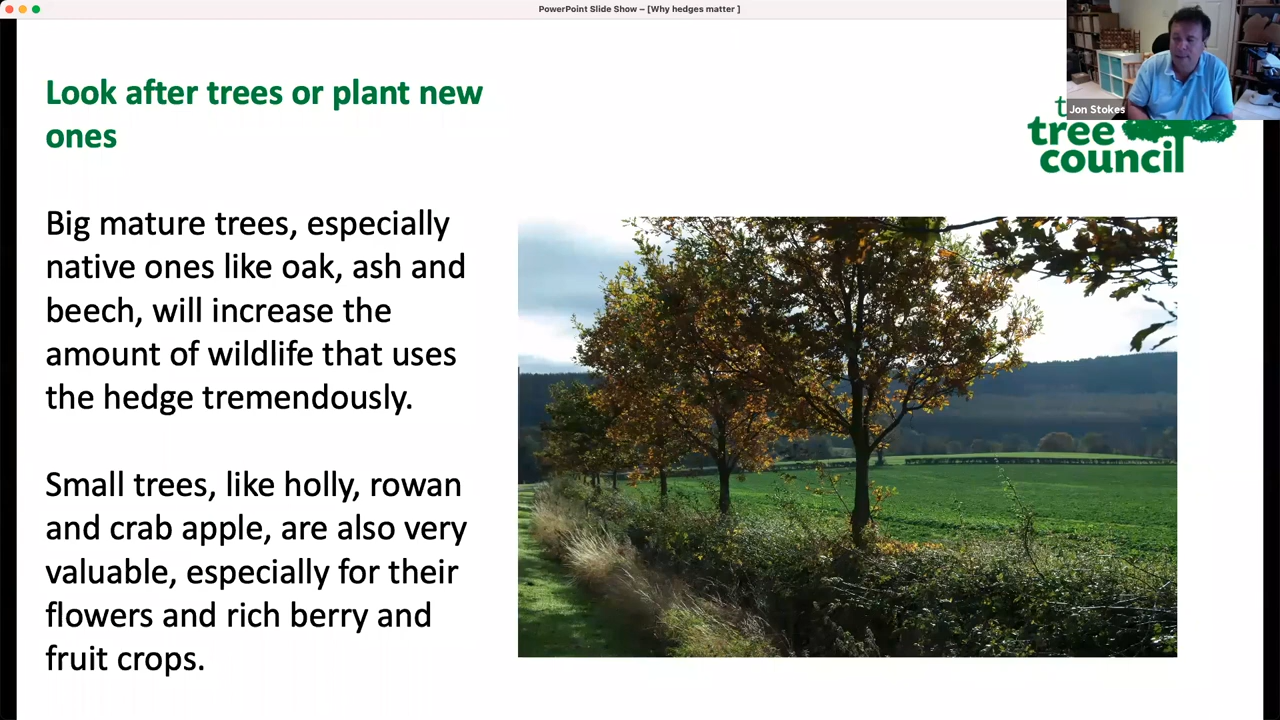 PowerPoint Slide Show – [Why hedges matter ]
Jon Stokes
tree
council
Look after trees or plant new
ones
Big mature trees, especially
native ones like oak, ash and
beech, will increase the
amount of wildlife that uses
the hedge tremendously.
Small trees, like holly, rowan
and crab apple, are also very
valuable, especially for their
flowers and rich berry and
fruit crops.